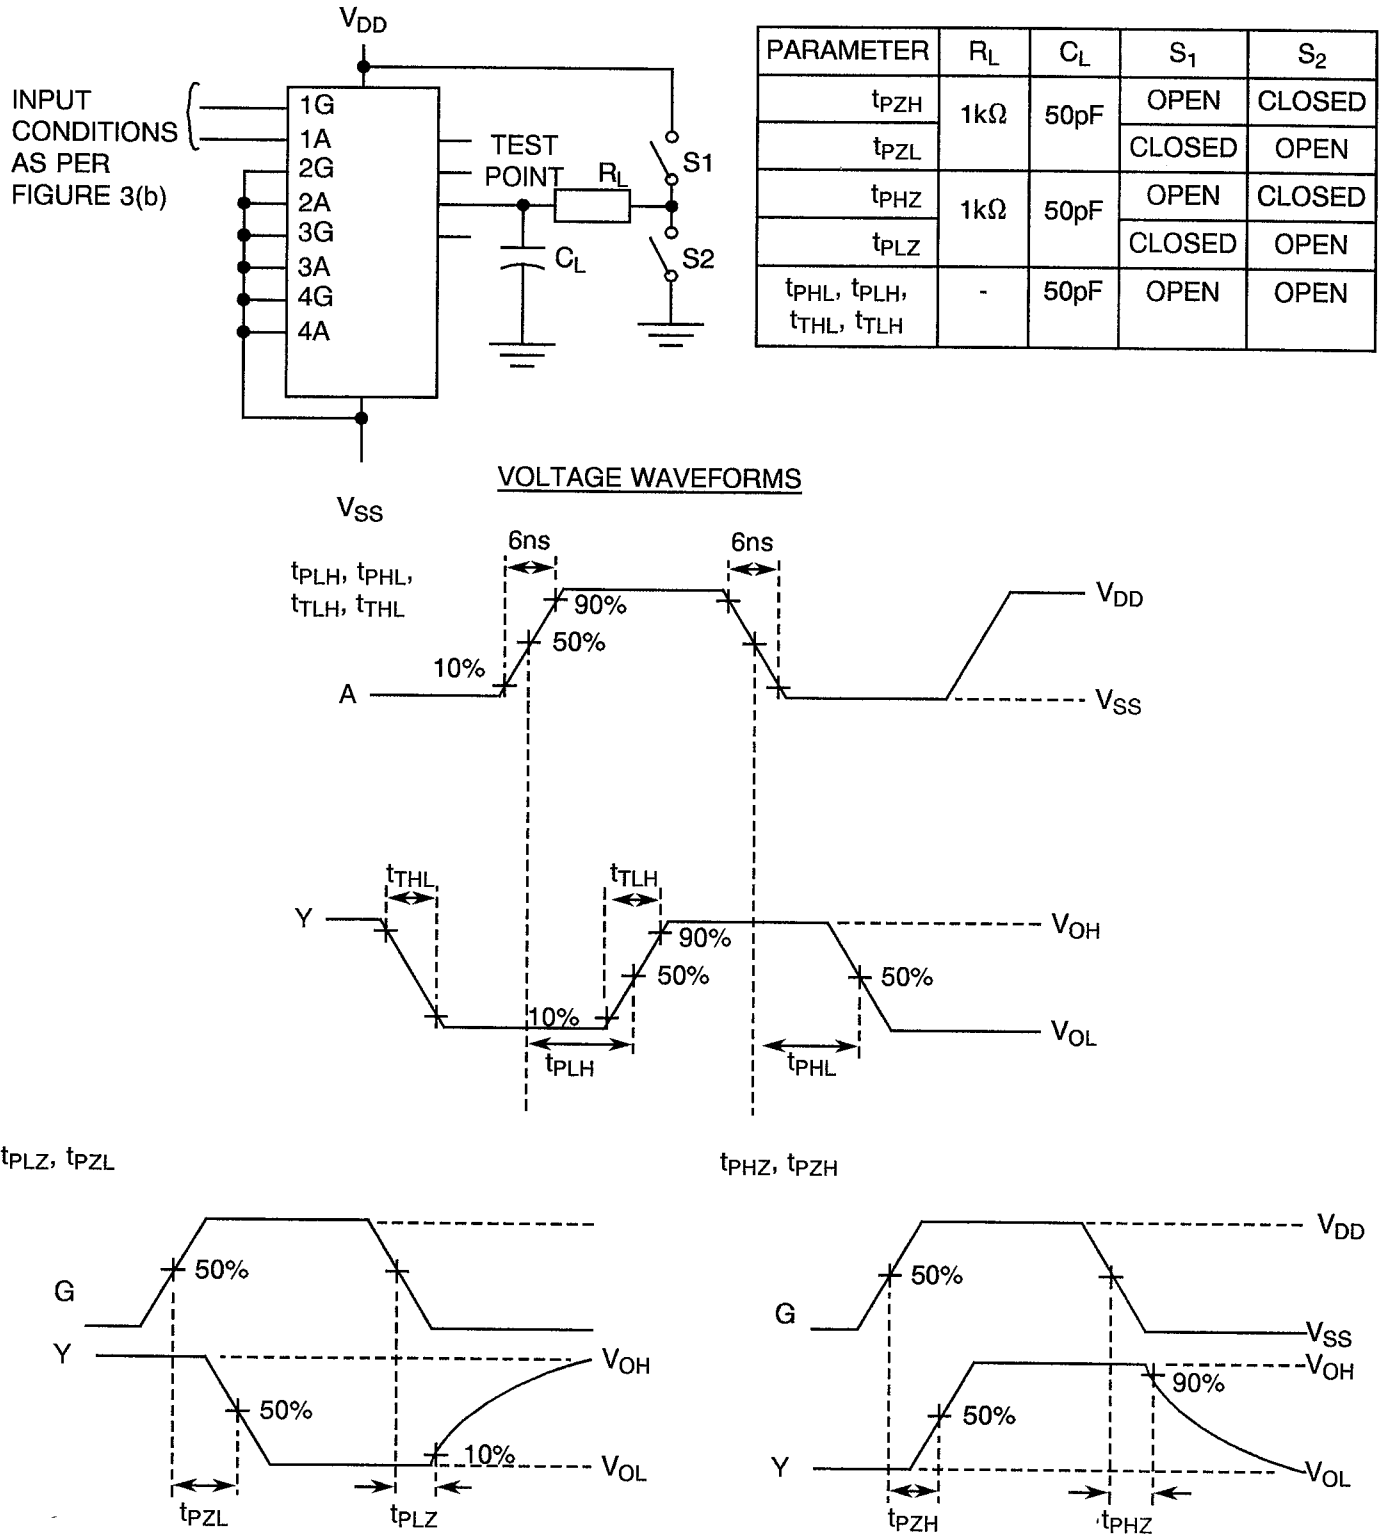 VDD
INPUT
CONDITIONS
AS PER
FIGURE 3(b)
1G
1A
2G
2A
3G
3A
4G
4A
TEST
POINT
RL
CL
S1
S2
VSS
PARAMETER RL CL S1 S2
tPZH 1kΩ 50pF OPEN CLOSED
tPZL CLOSED OPEN
tPHZ 1kΩ 50pF OPEN CLOSED
tPLZ CLOSED OPEN
tPHL, tPLH, - 50pF OPEN OPEN
tTHL, tTLH
VOLTAGE WAVEFORMS
tPLH, tPHL,
tTLH, tTHL
6ns 6ns
90%
50%
10%
A
VDD
VSS
tTHL tTLH
Y
90%
50%
10%
50%
VOH
VOL
tPLH tPHL
tPLZ, tPZL
G
50%
Y
50%
10%
VOH
VOL
tPZL tPLZ
tPHZ, tPZH
G
50%
VDD
VSS
VOH
90%
50%
Y
VOL
tPZH tPHZ